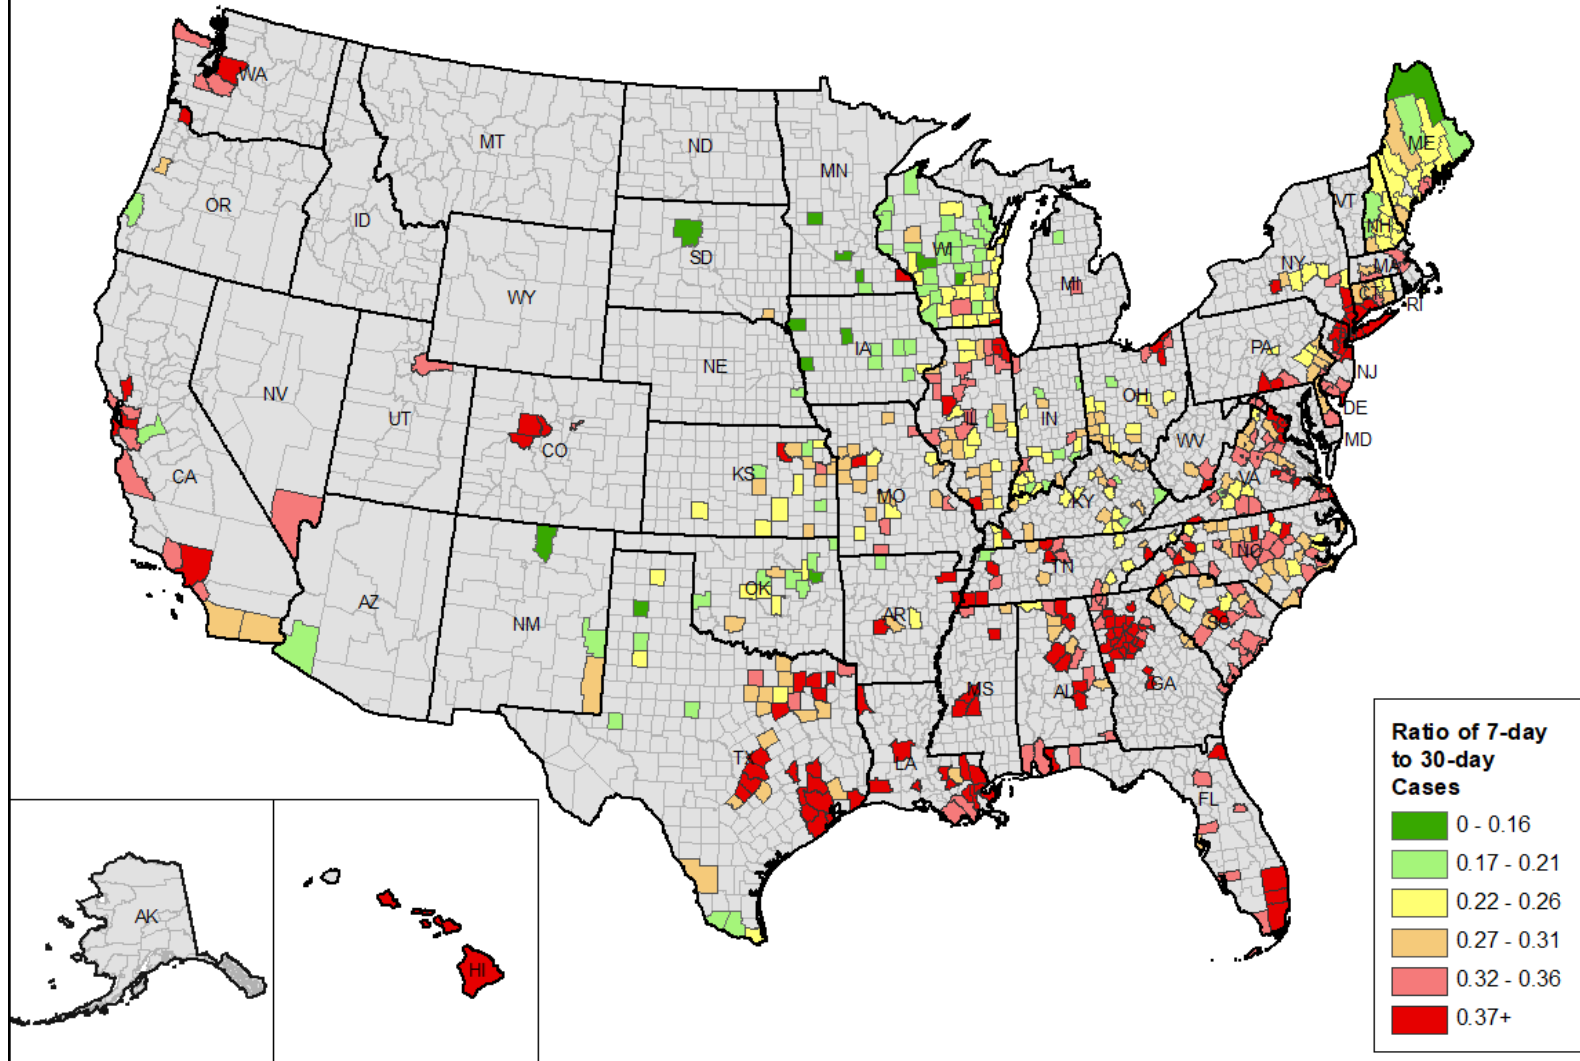 WA
MT
ND
MN
OR
ID
SD
WI
MI
ME
VT
NH
NY
MA
CT
RI
WY
NE
IA
PA
NJ
OH
IL
IN
DE
MD
NV
UT
CO
CA
KS
MO
WV
VA
KY
AZ
NM
OK
AR
TN
NC
SC
MS
AL
GA
TX
LA
FL
AK
HI
Ratio of 7-day
to 30-day
Cases
0 - 0.16
0.17 - 0.21
0.22 - 0.26
0.27 - 0.31
0.32 - 0.36
0.37+